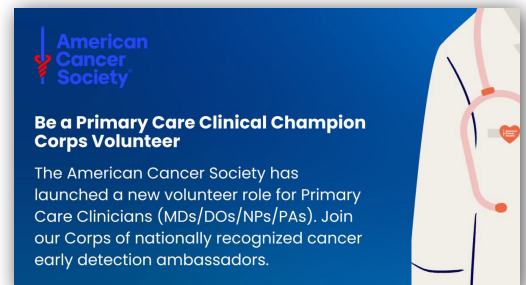 American
Cancer
Society
Be a Primary Care Clinical Champion
Corps Volunteer
The American Cancer Society has
launched a new volunteer role for Primary
Care Clinicians (MDs/DOs/NPs/PAs). Join
our Corps of nationally recognized cancer
early detection ambassadors.